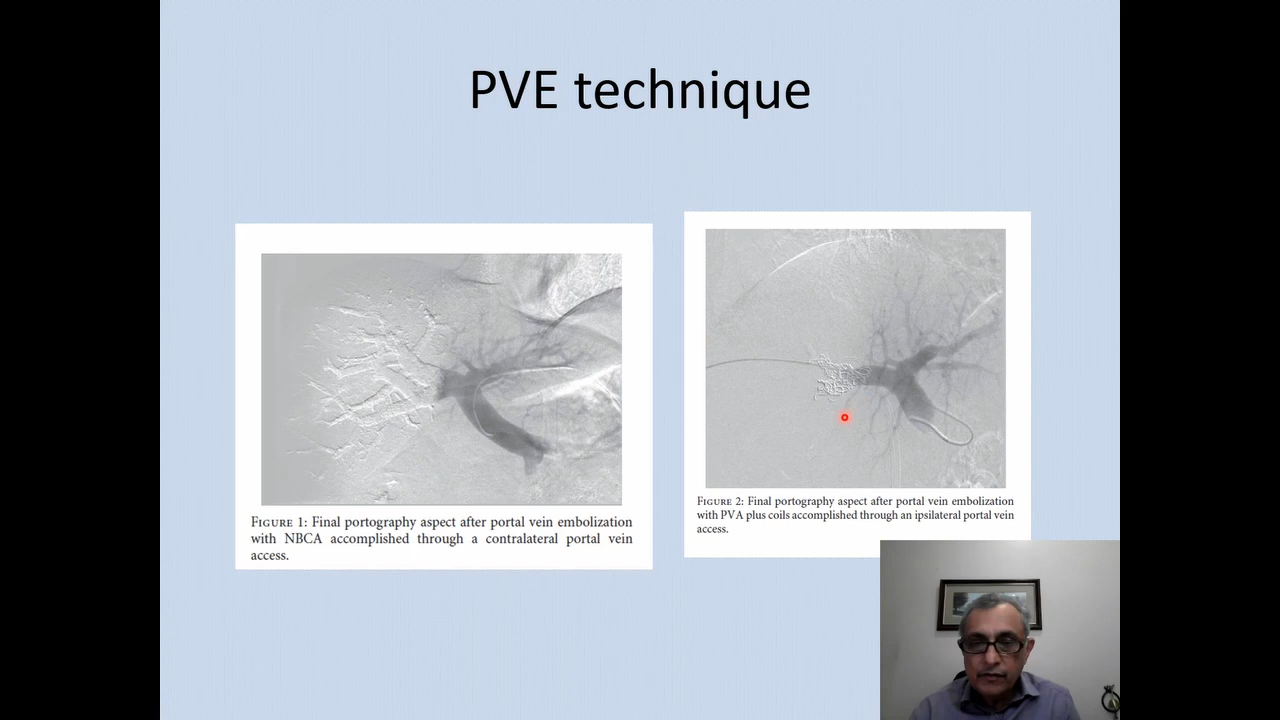 PVE technique
FIGURE 1: Final portography aspect after portal vein embolization
with NBCA accomplished through a contralateral portal vein
access.
FIGURE 2: Final portography aspect after portal vein embolization
with PVA plus coils accomplished through an ipsilateral portal vein
access.